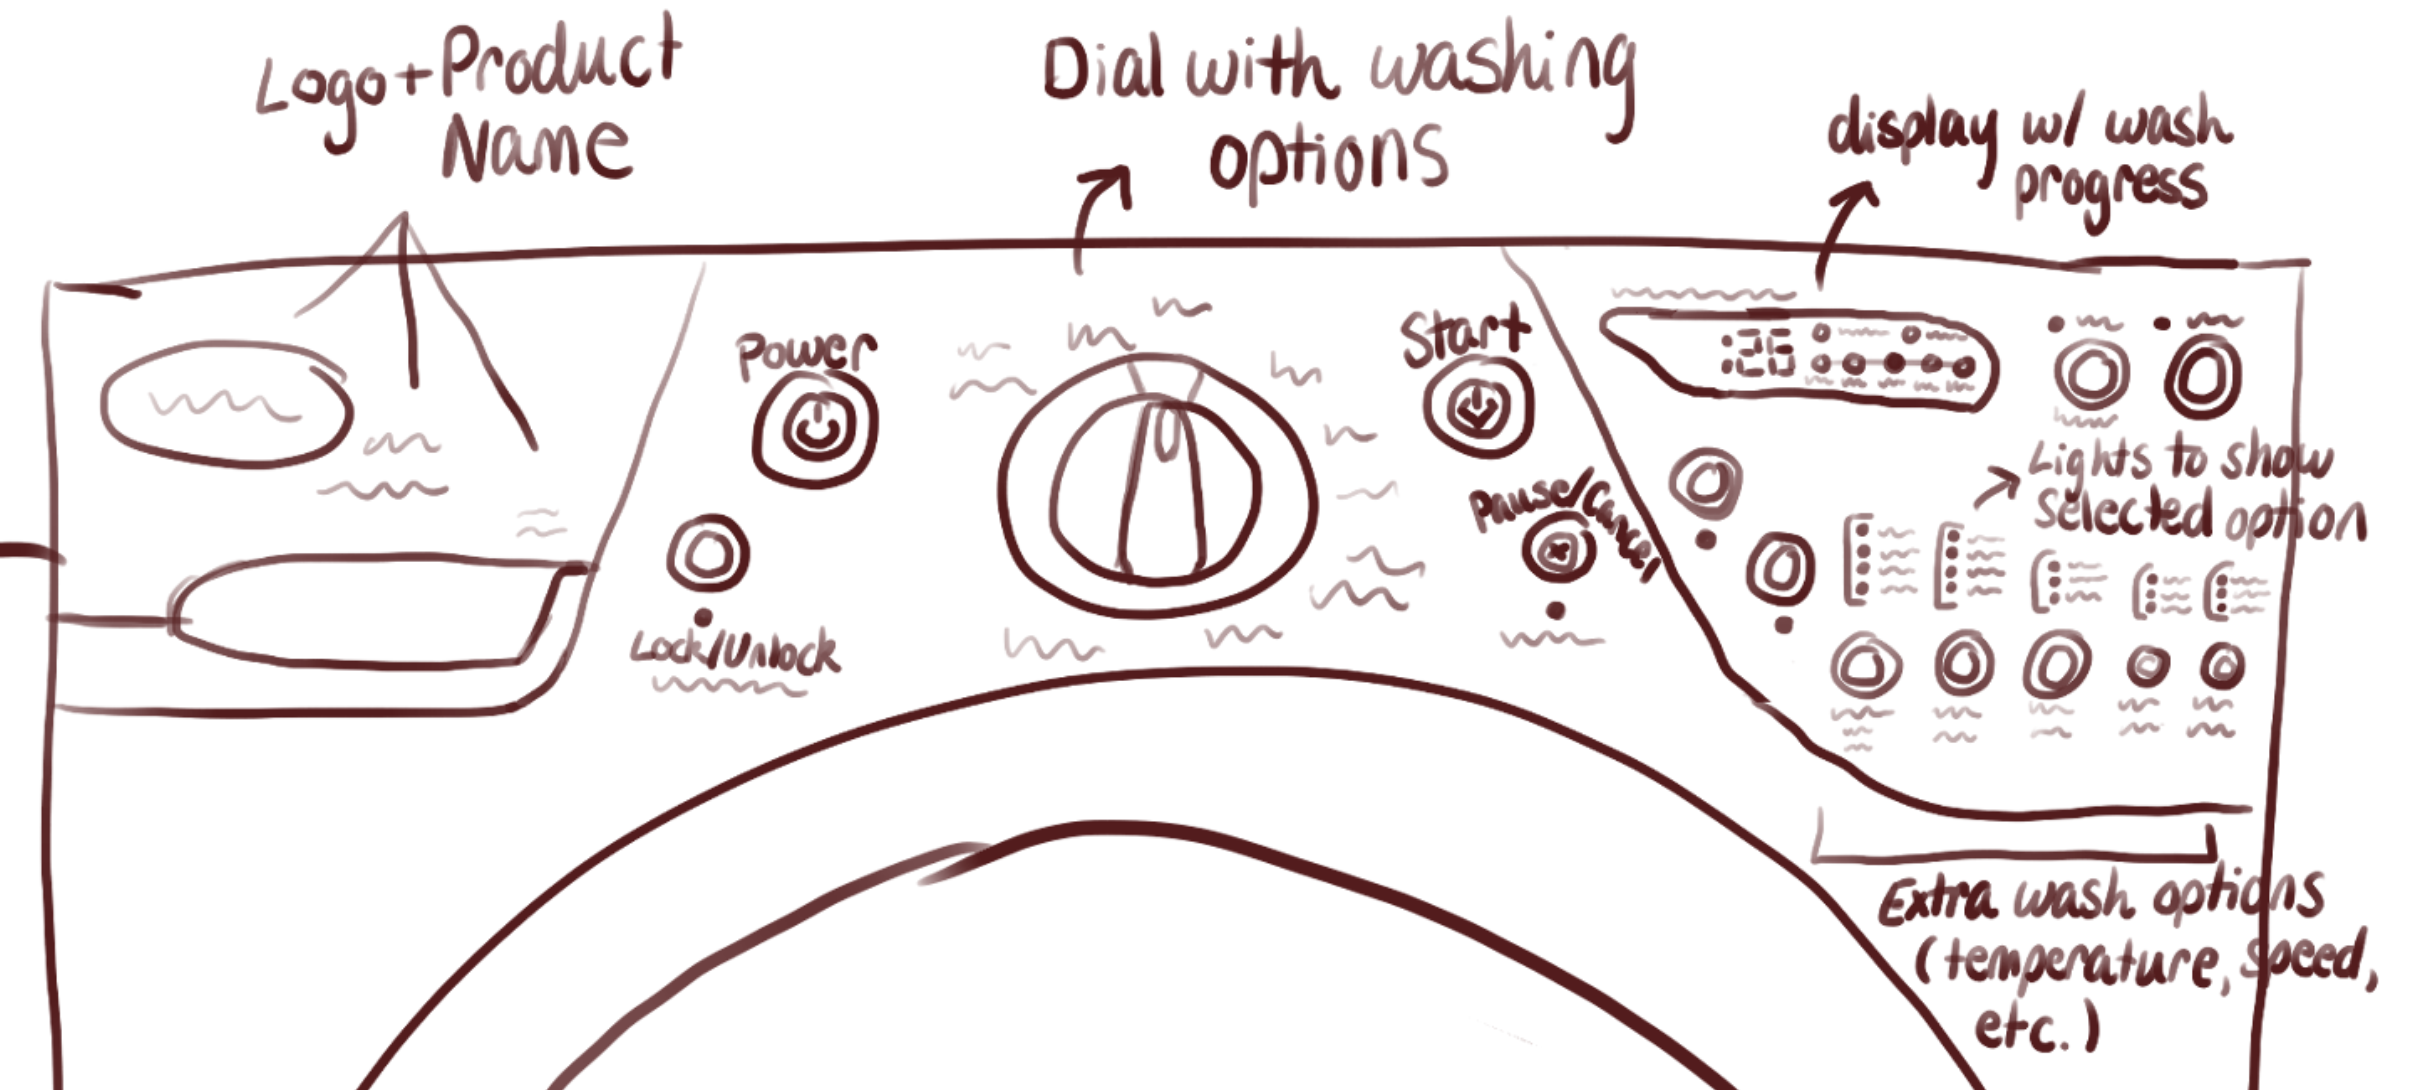 Logo + Product
Name
Dial with washing
options
display w/ wash
progress
Power
Start
:26
Pause/Cancel
Lights to show
selected option
Lock/Unlock
Extra wash options
(temperature, speed,
etc.)